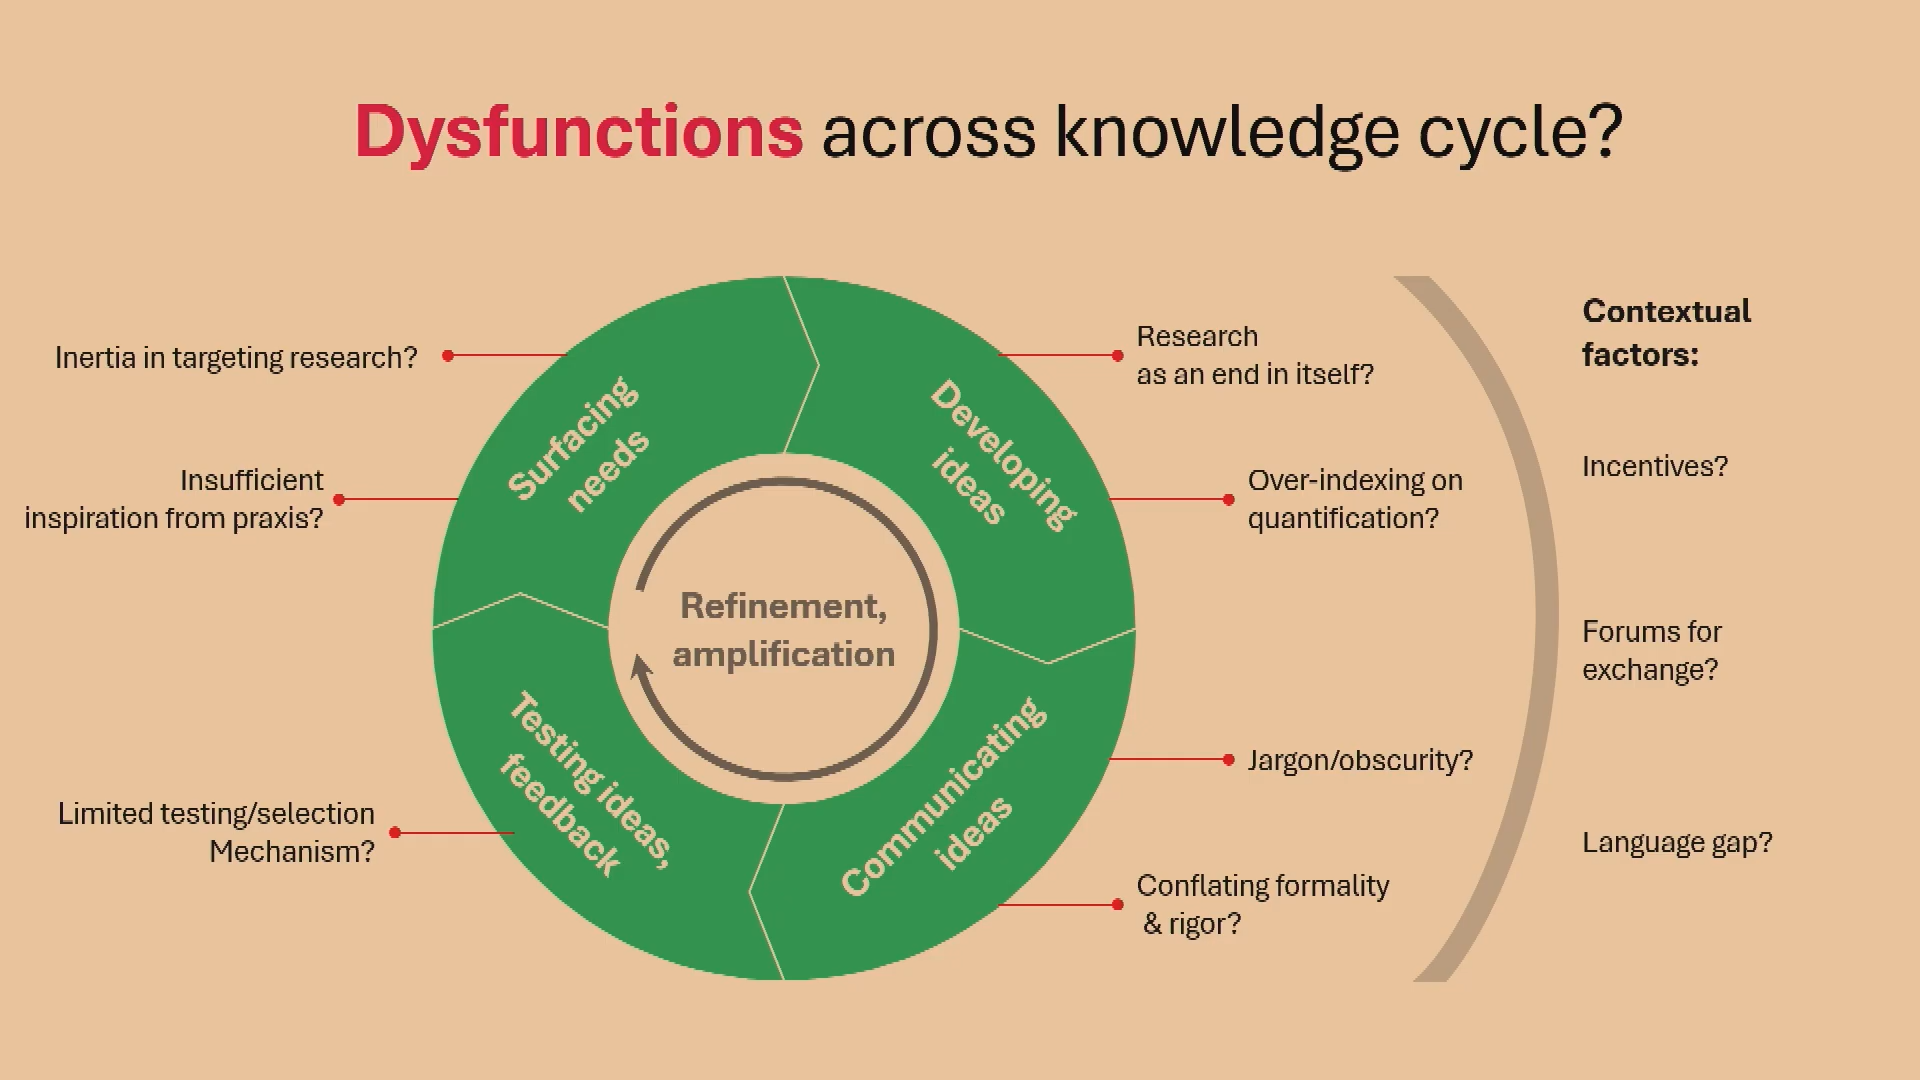 Dysfunctions across knowledge cycle?
Inertia in targeting research?
Insufficient
inspiration from praxis?
Limited testing/selection
Mechanism?
Surfacing
needs
Developing
ideas
Communicating
ideas
Testing ideas,
feedback
Refinement,
amplification
Research
as an end in itself?
Over-indexing on
quantification?
Jargon/obscurity?
Conflating formality
& rigor?
Contextual
factors:
Incentives?
Forums for
exchange?
Language gap?